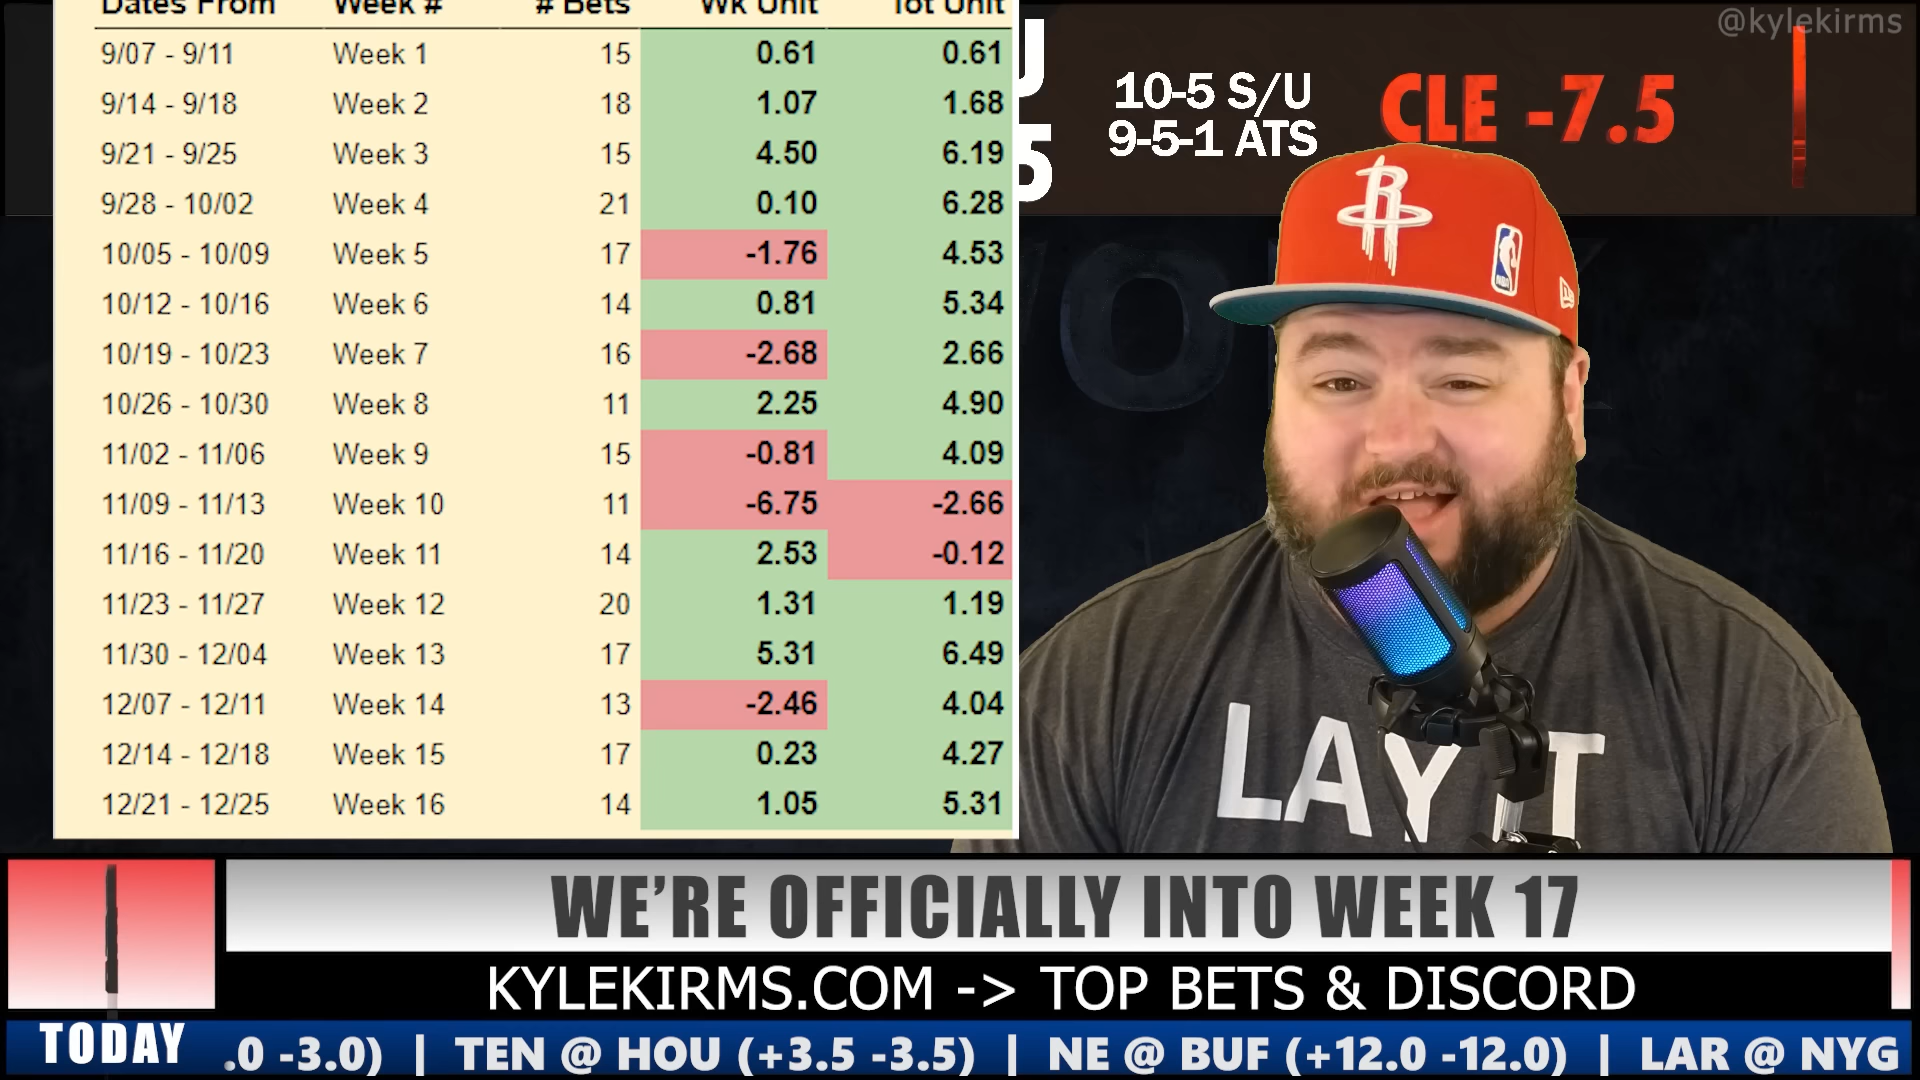 Dates From Week # # Bets Wk Unit Tot Unit
9/07 - 9/11 Week 1 15 0.61 0.61
9/14 - 9/18 Week 2 18 1.07 1.68
9/21 - 9/25 Week 3 15 4.50 6.19
9/28 - 10/02 Week 4 21 0.10 6.28
10/05 - 10/09 Week 5 17 -1.76 4.53
10/12 - 10/16 Week 6 14 0.81 5.34
10/19 - 10/23 Week 7 16 -2.68 2.66
10/26 - 10/30 Week 8 11 2.25 4.90
11/02 - 11/06 Week 9 15 -0.81 4.09
11/09 - 11/13 Week 10 11 -6.75 -2.66
11/16 - 11/20 Week 11 14 2.53 -0.12
11/23 - 11/27 Week 12 20 1.31 1.19
11/30 - 12/04 Week 13 17 5.31 6.49
12/07 - 12/11 Week 14 13 -2.46 4.04
12/14 - 12/18 Week 15 17 0.23 4.27
12/21 - 12/25 Week 16 14 1.05 5.31
@kylekirms
10-5 S/U
9-5-1 ATS
CLE -7.5
R
NBA
LAY IT
WE'RE OFFICIALLY INTO WEEK 17
KYLEKIRMS.COM -> TOP BETS & DISCORD
TODAY .0 -3.0) | TEN @ HOU (+3.5 -3.5) | NE @ BUF (+12.0 -12.0) | LAR @ NYG